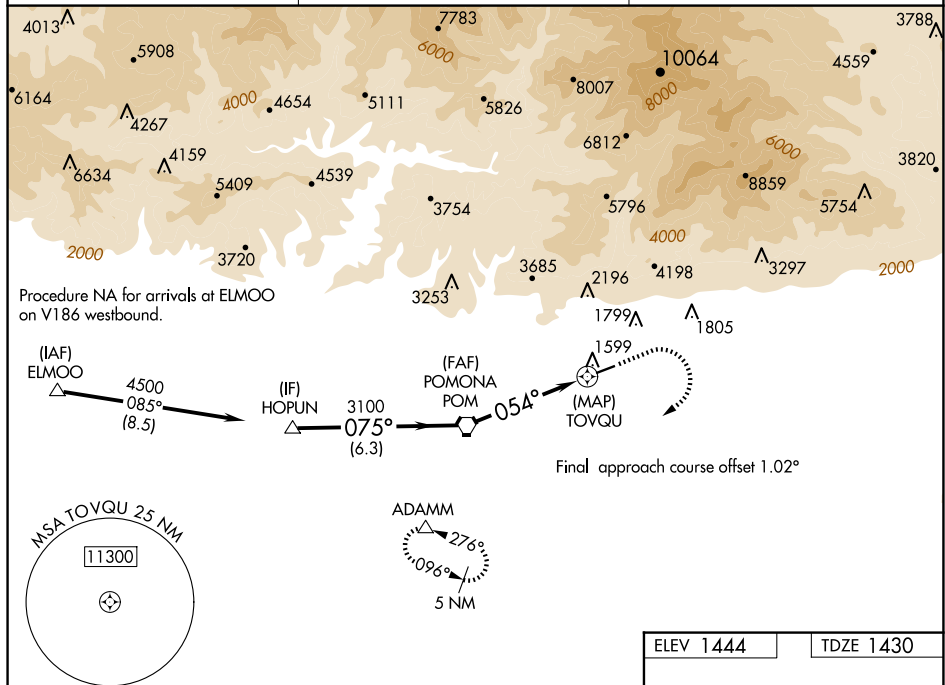 4013
7783
3788
5908
6000
10064
4559
6164
4000
4654
5111
5826
8007
8000
4267
6812
6000
4159
3820
6634
5409
4539
8859
3754
5796
5754
2000
3720
4000
3685
2196
4198
3297
2000
3253
Procedure NA for arrivals at ELMOO
on V186 westbound.
1799
1805
1599
(IAF)
ELMOO
4500
085°
(8.5)
(IF)
HOPUN
3100
075°
(6.3)
(FAF)
POMONA
POM
054°
(MAP)
TOVQU
Final approach course offset 1.02°
MSA TOVQU 25 NM
11300
ADAMM
276°
096°
5 NM
ELEV 1444
TDZE 1430